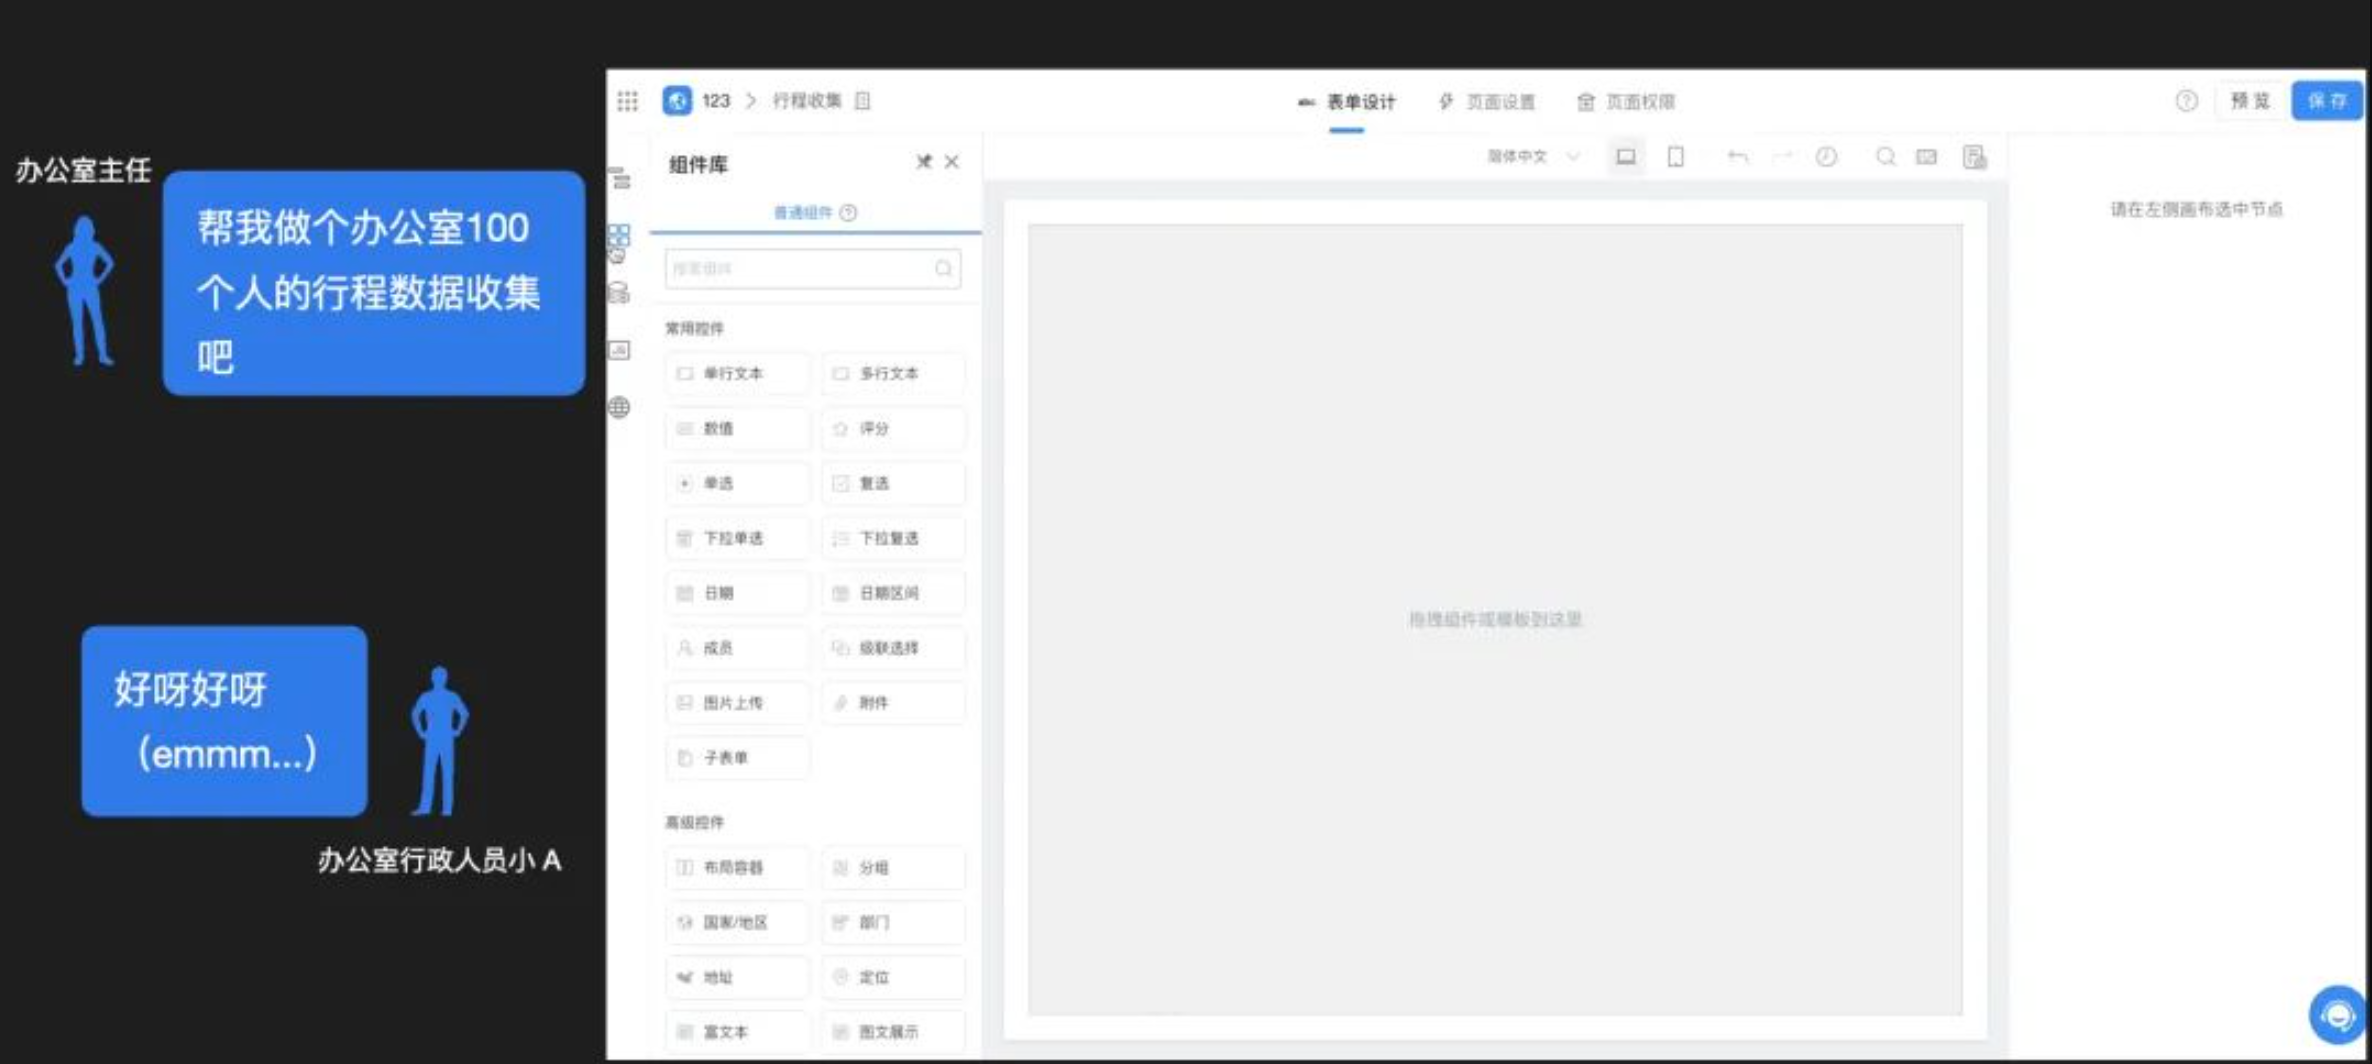 办公室主任
帮我做个办公室100
个人的行程数据收集
吧
好呀好呀
（emmm...）
办公室行政人员小 A
123 > 行程收集
表单设计
页面设置
页面权限
预览
保存
组件库
普通组件
搜索组件
常用控件
单行文本
多行文本
数值
评分
单选
复选
下拉单选
下拉复选
日期
日期区间
成员
级联选择
图片上传
附件
子表单
高级控件
布局容器
分组
国家/地区
部门
地址
定位
富文本
图文展示
简体中文
拖拽组件或模板到这里
请在左侧画布选中节点